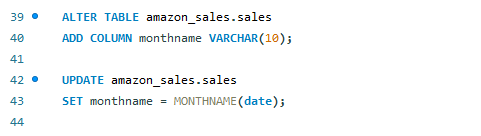 39 ALTER TABLE amazon_sales.sales
40 ADD COLUMN monthname VARCHAR(10);
41
42 UPDATE amazon_sales.sales
43 SET monthname = MONTHNAME(date);
44